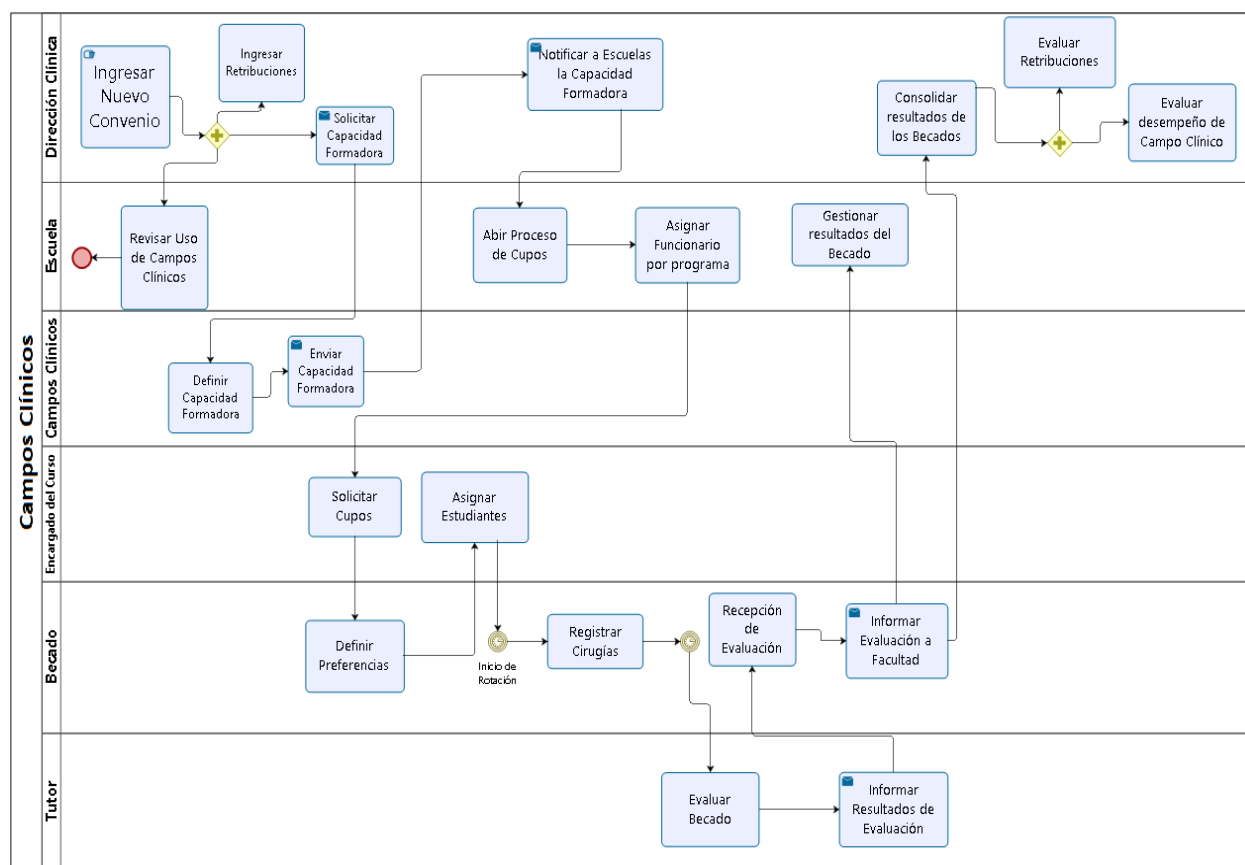 Campos Clínicos
Dirección Clínica
Ingresar
Nuevo
Convenio
Ingresar
Retribuciones
Solicitar
Capacidad
Formadora
Notificar a Escuelas
la Capacidad
Formadora
Consolidar
resultados de
los Becados
Evaluar
Retribuciones
Evaluar
desempeño de
Campo Clínico
Escuela
Revisar Uso
de Campos
Clínicos
Abir Proceso
de Cupos
Asignar
Funcionario
por programa
Gestionar
resultados del
Becado
Campos Clínicos
Definir
Capacidad
Formadora
Enviar
Capacidad
Formadora
Encargado del Curso
Solicitar
Cupos
Asignar
Estudiantes
Becado
Definir
Preferencias
Inicio de
Rotación
Registrar
Cirugías
Recepción
de
Evaluación
Informar
Evaluación a
Facultad
Tutor
Evaluar
Becado
Informar
Resultados de
Evaluación